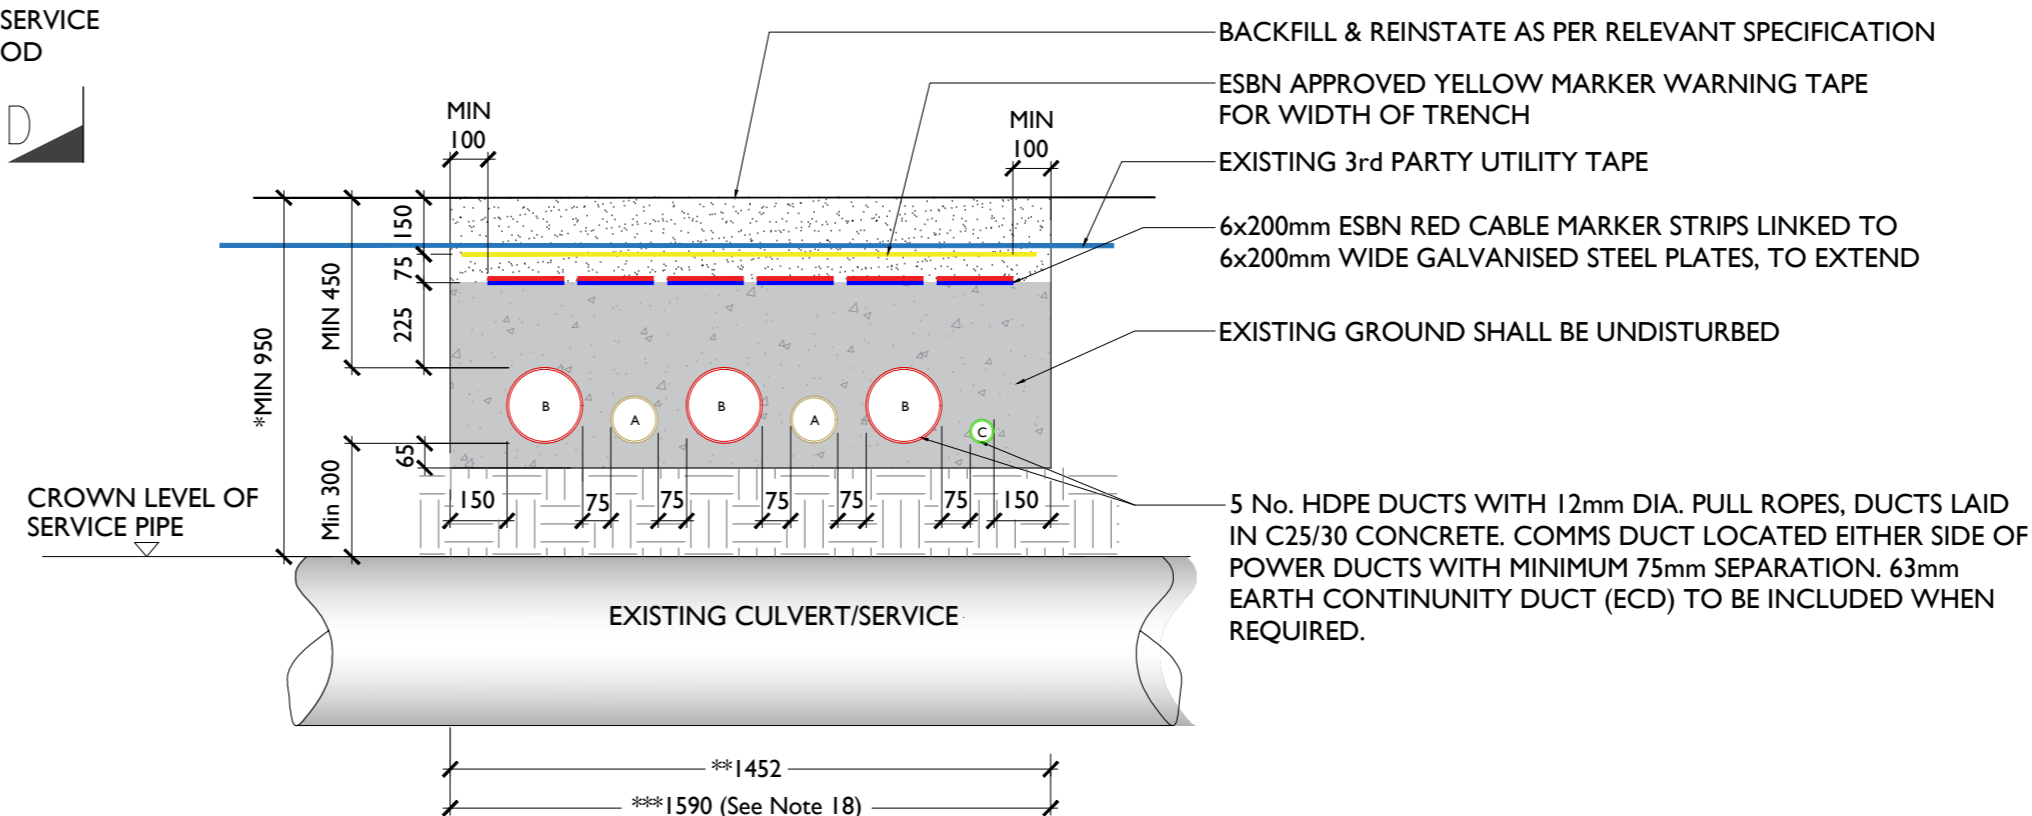 SERVICE
OD
D
BACKFILL & REINSTATE AS PER RELEVANT SPECIFICATION
ESBN APPROVED YELLOW MARKER WARNING TAPE
FOR WIDTH OF TRENCH
EXISTING 3rd PARTY UTILITY TAPE
6x200mm ESBN RED CABLE MARKER STRIPS LINKED TO
6x200mm WIDE GALVANISED STEEL PLATES, TO EXTEND
EXISTING GROUND SHALL BE UNDISTURBED
5 No. HDPE DUCTS WITH 12mm DIA. PULL ROPES, DUCTS LAID
IN C25/30 CONCRETE. COMMS DUCT LOCATED EITHER SIDE OF
POWER DUCTS WITH MINIMUM 75mm SEPARATION. 63mm
EARTH CONTINUNITY DUCT (ECD) TO BE INCLUDED WHEN
REQUIRED.
MIN
100
MIN
100
150
75
225
65
MIN 450
*MIN 950
Min 300
B
A
B
A
B
C
150
75
75
75
75
75
150
CROWN LEVEL OF
SERVICE PIPE
EXISTING CULVERT/SERVICE
**1452
***1590 (See Note 18)